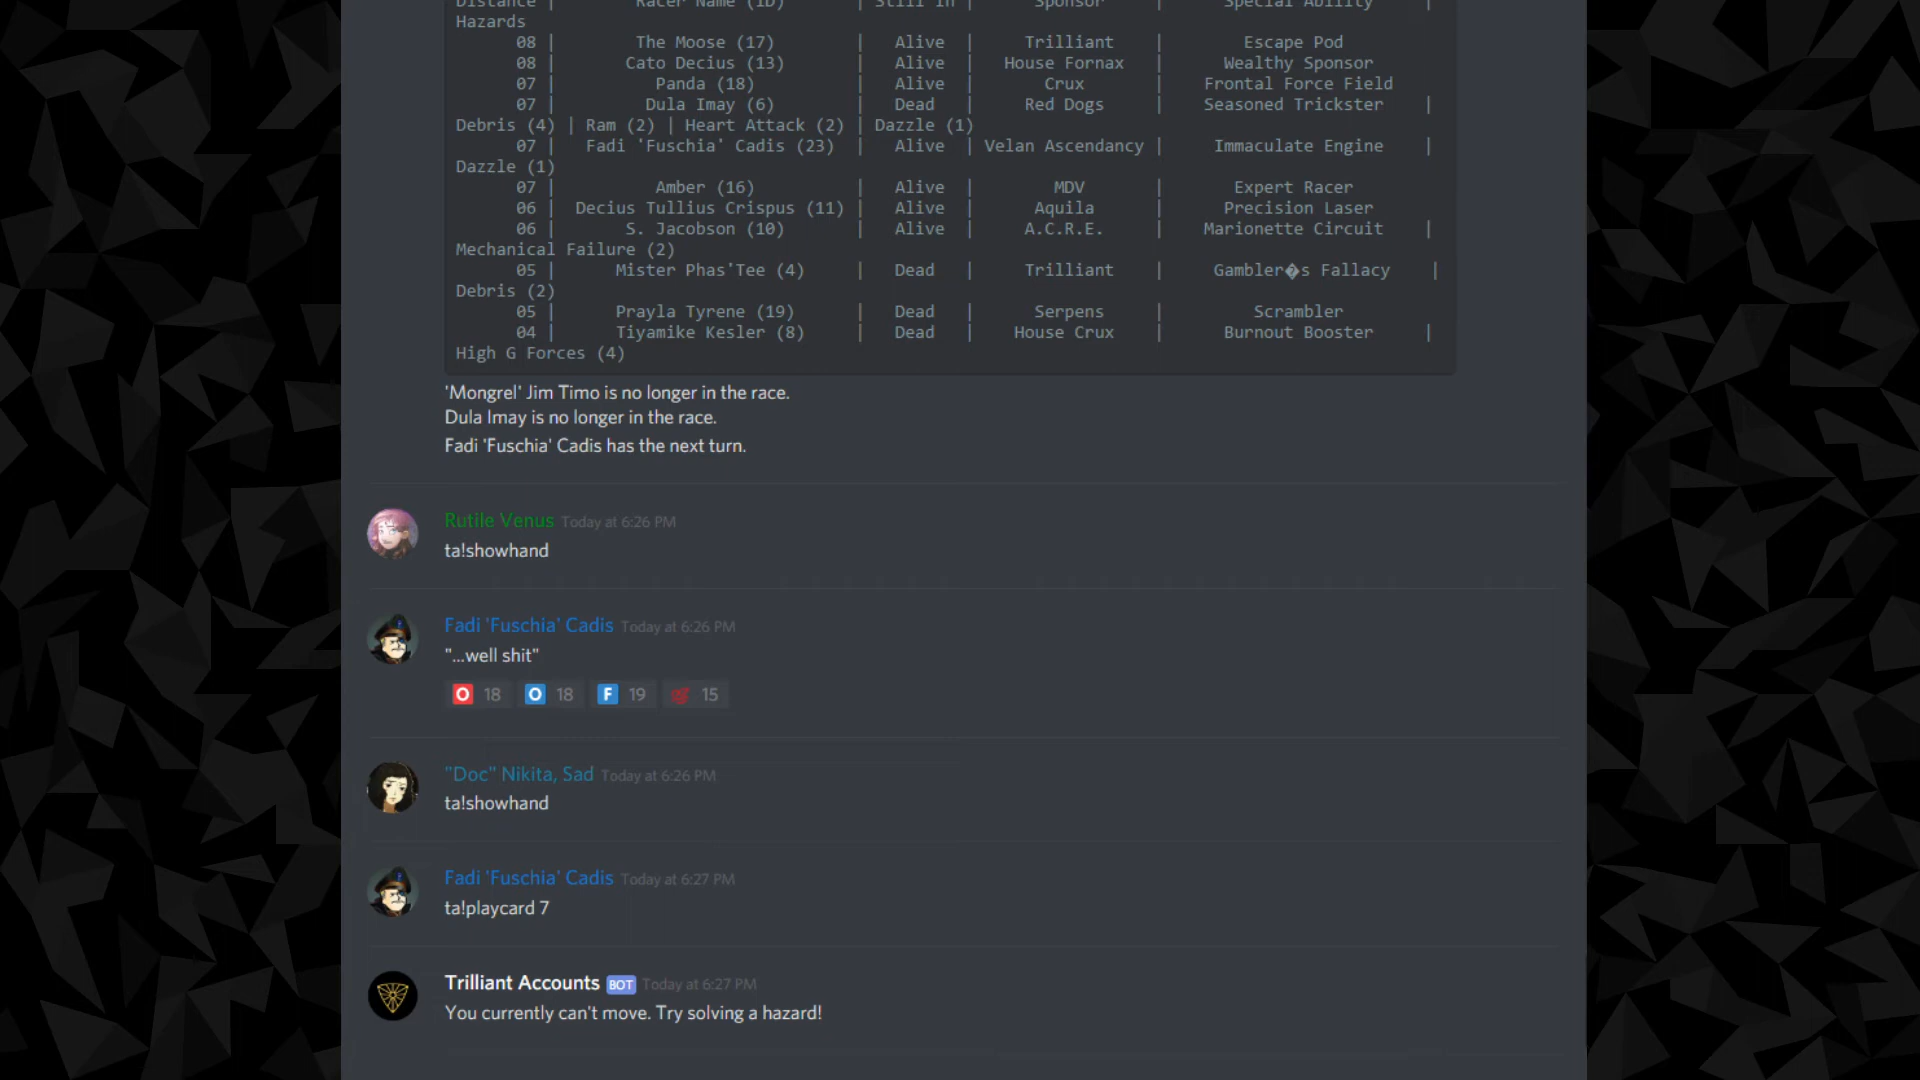 Distance | Racer Name (ID) | Still In | Sponsor | Special Ability |
Hazards
08 | The Moose (17) | Alive | Trilliant | Escape Pod
08 | Cato Decius (13) | Alive | House Fornax | Wealthy Sponsor
07 | Panda (18) | Alive | Crux | Frontal Force Field
07 | Dula Imay (6) | Dead | Red Dogs | Seasoned Trickster |
Debris (4) | Ram (2) | Heart Attack (2) | Dazzle (1)
07 | Fadi 'Fuschia' Cadis (23) | Alive | Velan Ascendancy | Immaculate Engine |
Dazzle (1)
07 | Amber (16) | Alive | MDV | Expert Racer
06 | Decius Tullius Crispus (11) | Alive | Aquila | Precision Laser
06 | S. Jacobson (10) | Alive | A.C.R.E. | Marionette Circuit |
Mechanical Failure (2)
05 | Mister Phas'Tee (4) | Dead | Trilliant | Gambler�s Fallacy |
Debris (2)
05 | Prayla Tyrene (19) | Dead | Serpens | Scrambler
04 | Tiyamike Kesler (8) | Dead | House Crux | Burnout Booster |
High G Forces (4)
'Mongrel' Jim Timo is no longer in the race.
Dula Imay is no longer in the race.
Fadi 'Fuschia' Cadis has the next turn.
Rutile Venus Today at 6:26 PM
ta!showhand
Fadi 'Fuschia' Cadis Today at 6:26 PM
"...well shit"
O 18 O 18 F 19 15
"Doc" Nikita, Sad Today at 6:26 PM
ta!showhand
Fadi 'Fuschia' Cadis Today at 6:27 PM
ta!playcard 7
Trilliant Accounts BOT Today at 6:27 PM
You currently can't move. Try solving a hazard!